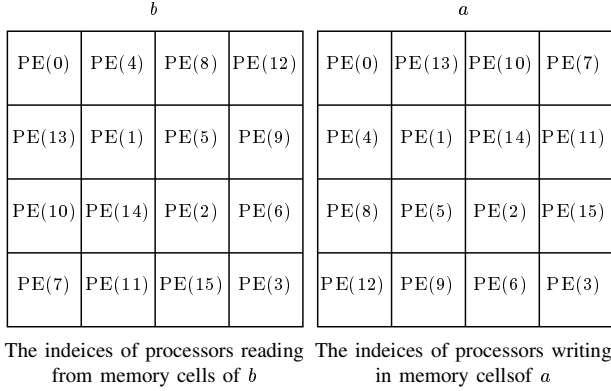 b a
PE(0) PE(4) PE(8) PE(12) PE(0) PE(13) PE(10) PE(7)
PE(13) PE(1) PE(5) PE(9) PE(4) PE(1) PE(14) PE(11)
PE(10) PE(14) PE(2) PE(6) PE(8) PE(5) PE(2) PE(15)
PE(7) PE(11) PE(15) PE(3) PE(12) PE(9) PE(6) PE(3)
The indeices of processors reading The indeices of processors writing
from memory cells of b in memory cellsof a